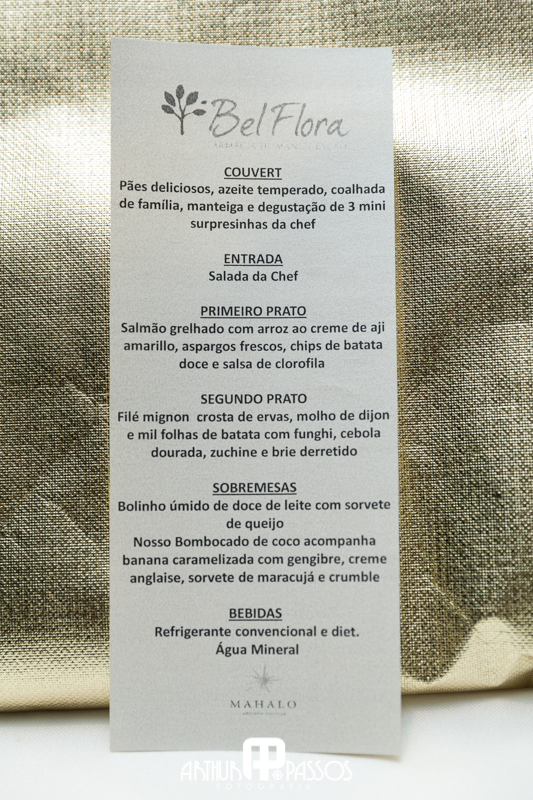 Bel Flora
COUVERT
Pães deliciosos, azeite temperado, coalhada
de família, manteiga e degustação de 3 mini
surpresinhas da chef
ENTRADA
Salada da Chef
PRIMEIRO PRATO
Salmão grelhado com arroz ao creme de aji
amarillo, aspargos frescos, chips de batata
doce e salsa de clorofila
SEGUNDO PRATO
Filé mignon crosta de ervas, molho de dijon
e mil folhas de batata com funghi, cebola
dourada, zuchine e brie derretido
SOBREMESAS
Bolinho úmido de doce de leite com sorvete
de queijo
Nosso Bombocado de coco acompanha
banana caramelizada com gengibre, creme
anglaise, sorvete de maracujá e crumble
BEBIDAS
Refrigerante convencional e diet.
Água Mineral
MAHALO
ARTHUR PASSOS
FOTOGRAFIA